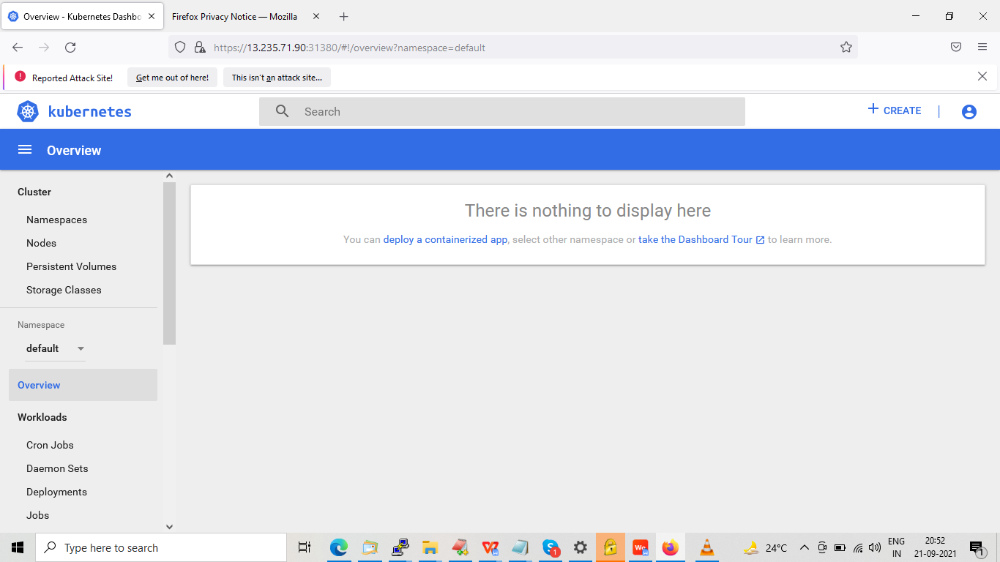 Overview - Kubernetes Dashbo
Firefox Privacy Notice — Mozilla
https://13.235.71.90:31380/#!/overview?namespace=default
Reported Attack Site!
Get me out of here!
This isn't an attack site...
kubernetes
Search
CREATE
Overview
Cluster
Namespaces
Nodes
Persistent Volumes
Storage Classes
Namespace
default
Overview
Workloads
Cron Jobs
Daemon Sets
Deployments
Jobs
There is nothing to display here
You can deploy a containerized app, select other namespace or take the Dashboard Tour to learn more.
Type here to search
24°C
ENG
IN
20:52
21-09-2021